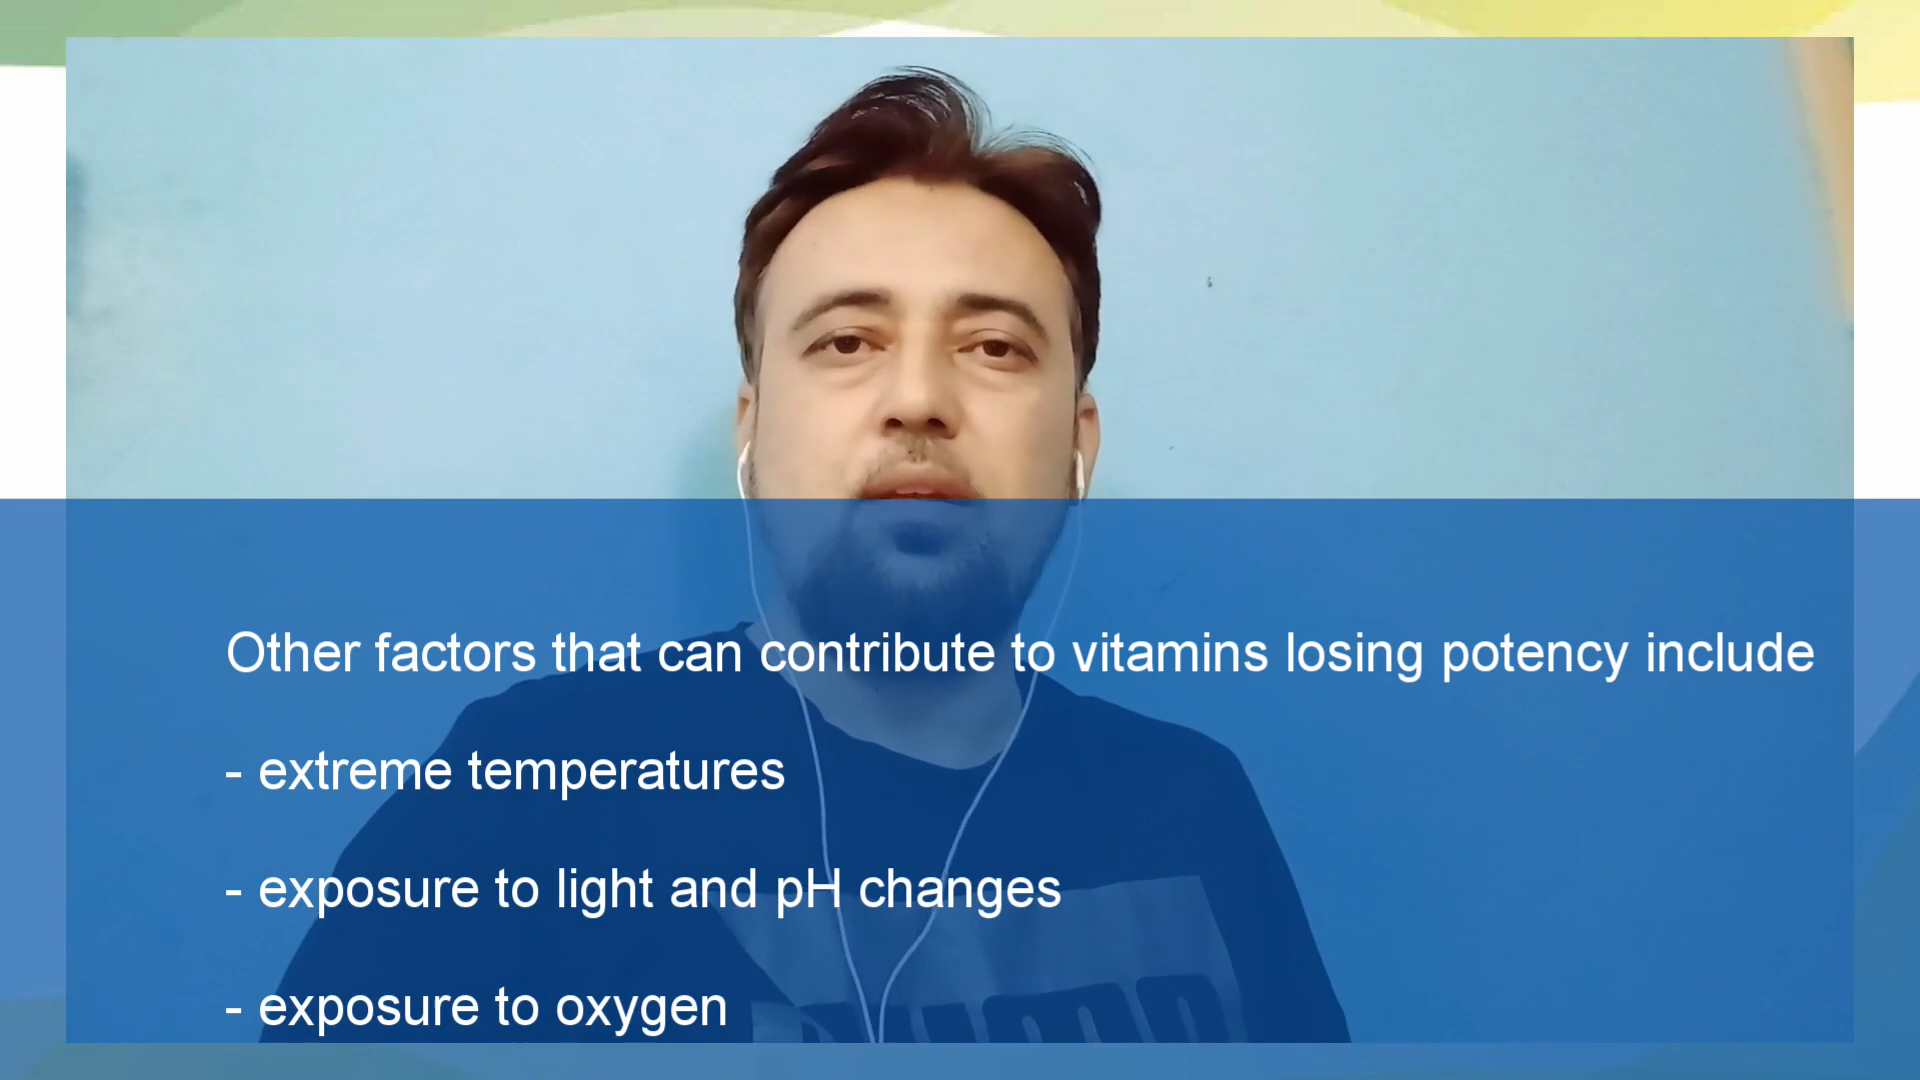 Other factors that can contribute to vitamins losing potency include
- extreme temperatures
- exposure to light and pH changes
- exposure to oxygen